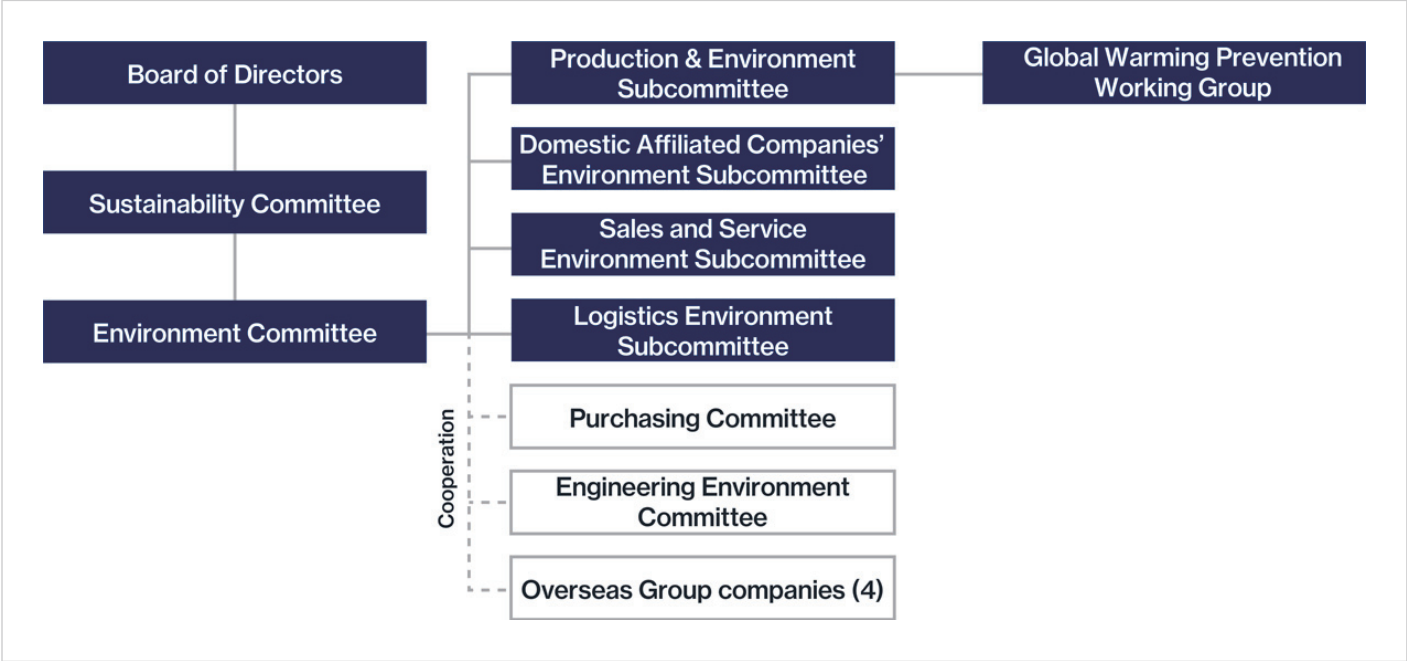 Board of Directors
Sustainability Committee
Environment Committee
Production & Environment
Subcommittee
Global Warming Prevention
Working Group
Domestic Affiliated Companies’
Environment Subcommittee
Sales and Service
Environment Subcommittee
Logistics Environment
Subcommittee
Cooperation
Purchasing Committee
Engineering Environment
Committee
Overseas Group companies (4)